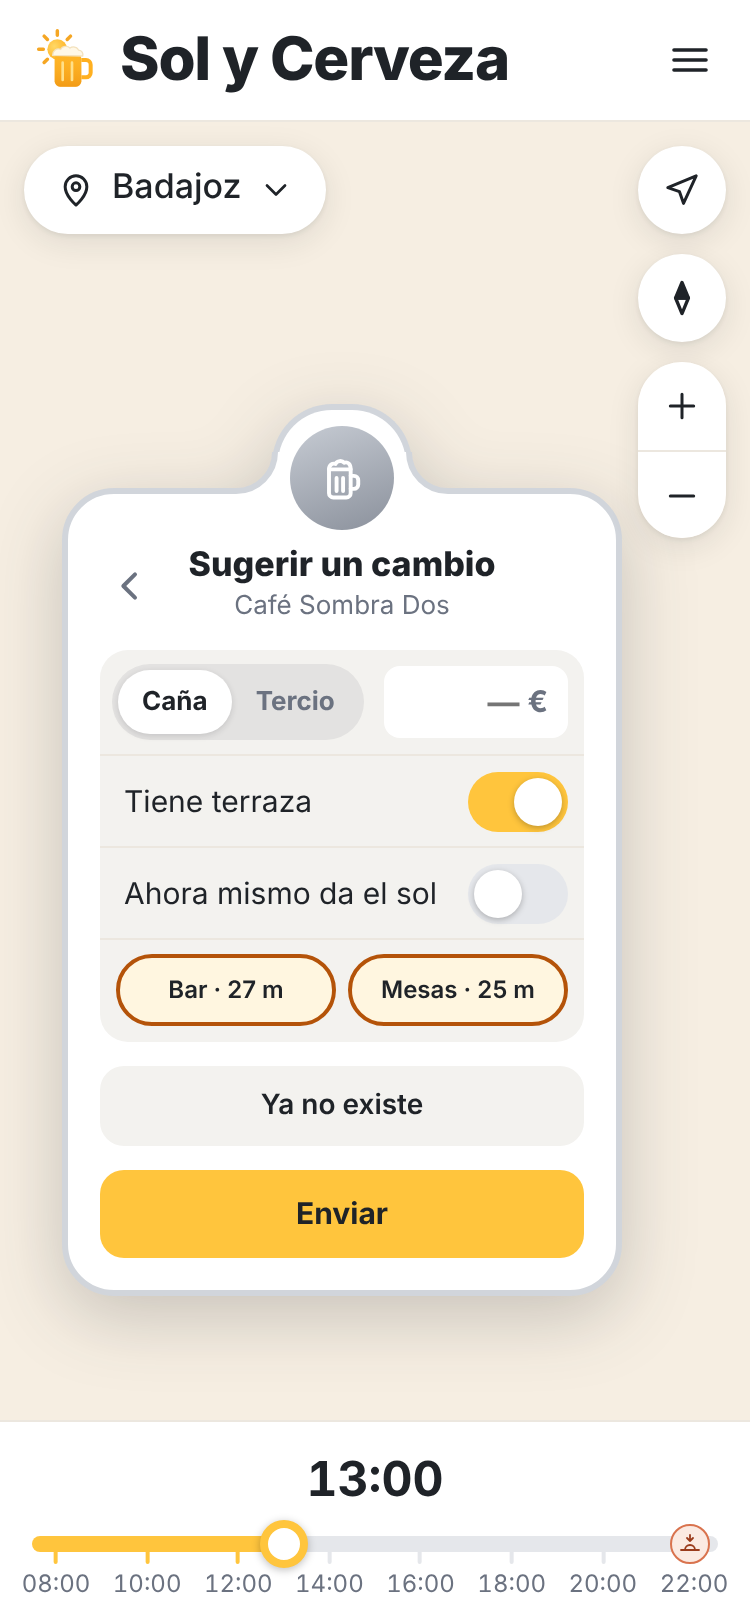 Sol y Cerveza
Badajoz
Sugerir un cambio
Café Sombra Dos
Caña Tercio — €
Tiene terraza
Ahora mismo da el sol
Bar · 27 m Mesas · 25 m
Ya no existe
Enviar
13:00
08:00 10:00 12:00 14:00 16:00 18:00 20:00 22:00